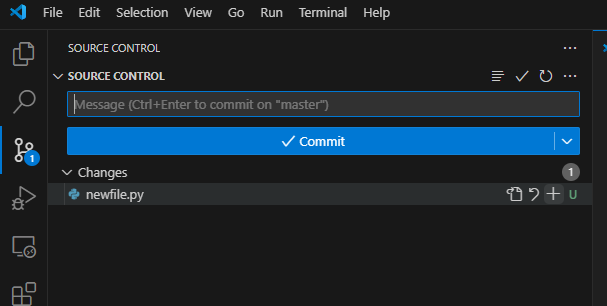 File Edit Selection View Go Run Terminal Help
SOURCE CONTROL
SOURCE CONTROL
Message (Ctrl+Enter to commit on "master")
Commit
Changes 1
newfile.py U
1